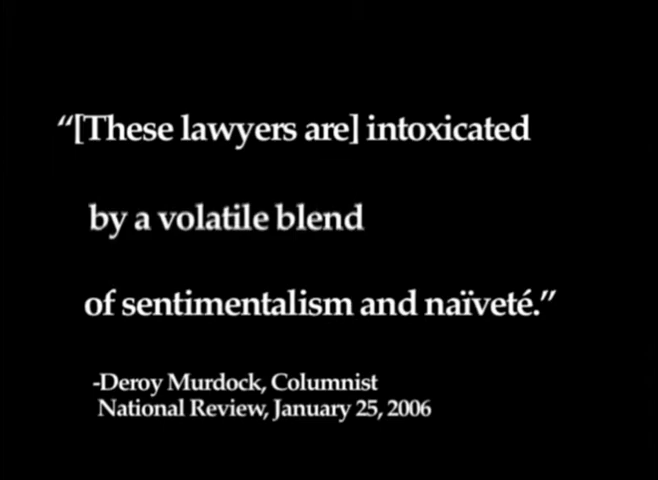 “[These lawyers are] intoxicated
by a volatile blend
of sentimentalism and naïveté.”
-Deroy Murdock, Columnist
National Review, January 25, 2006